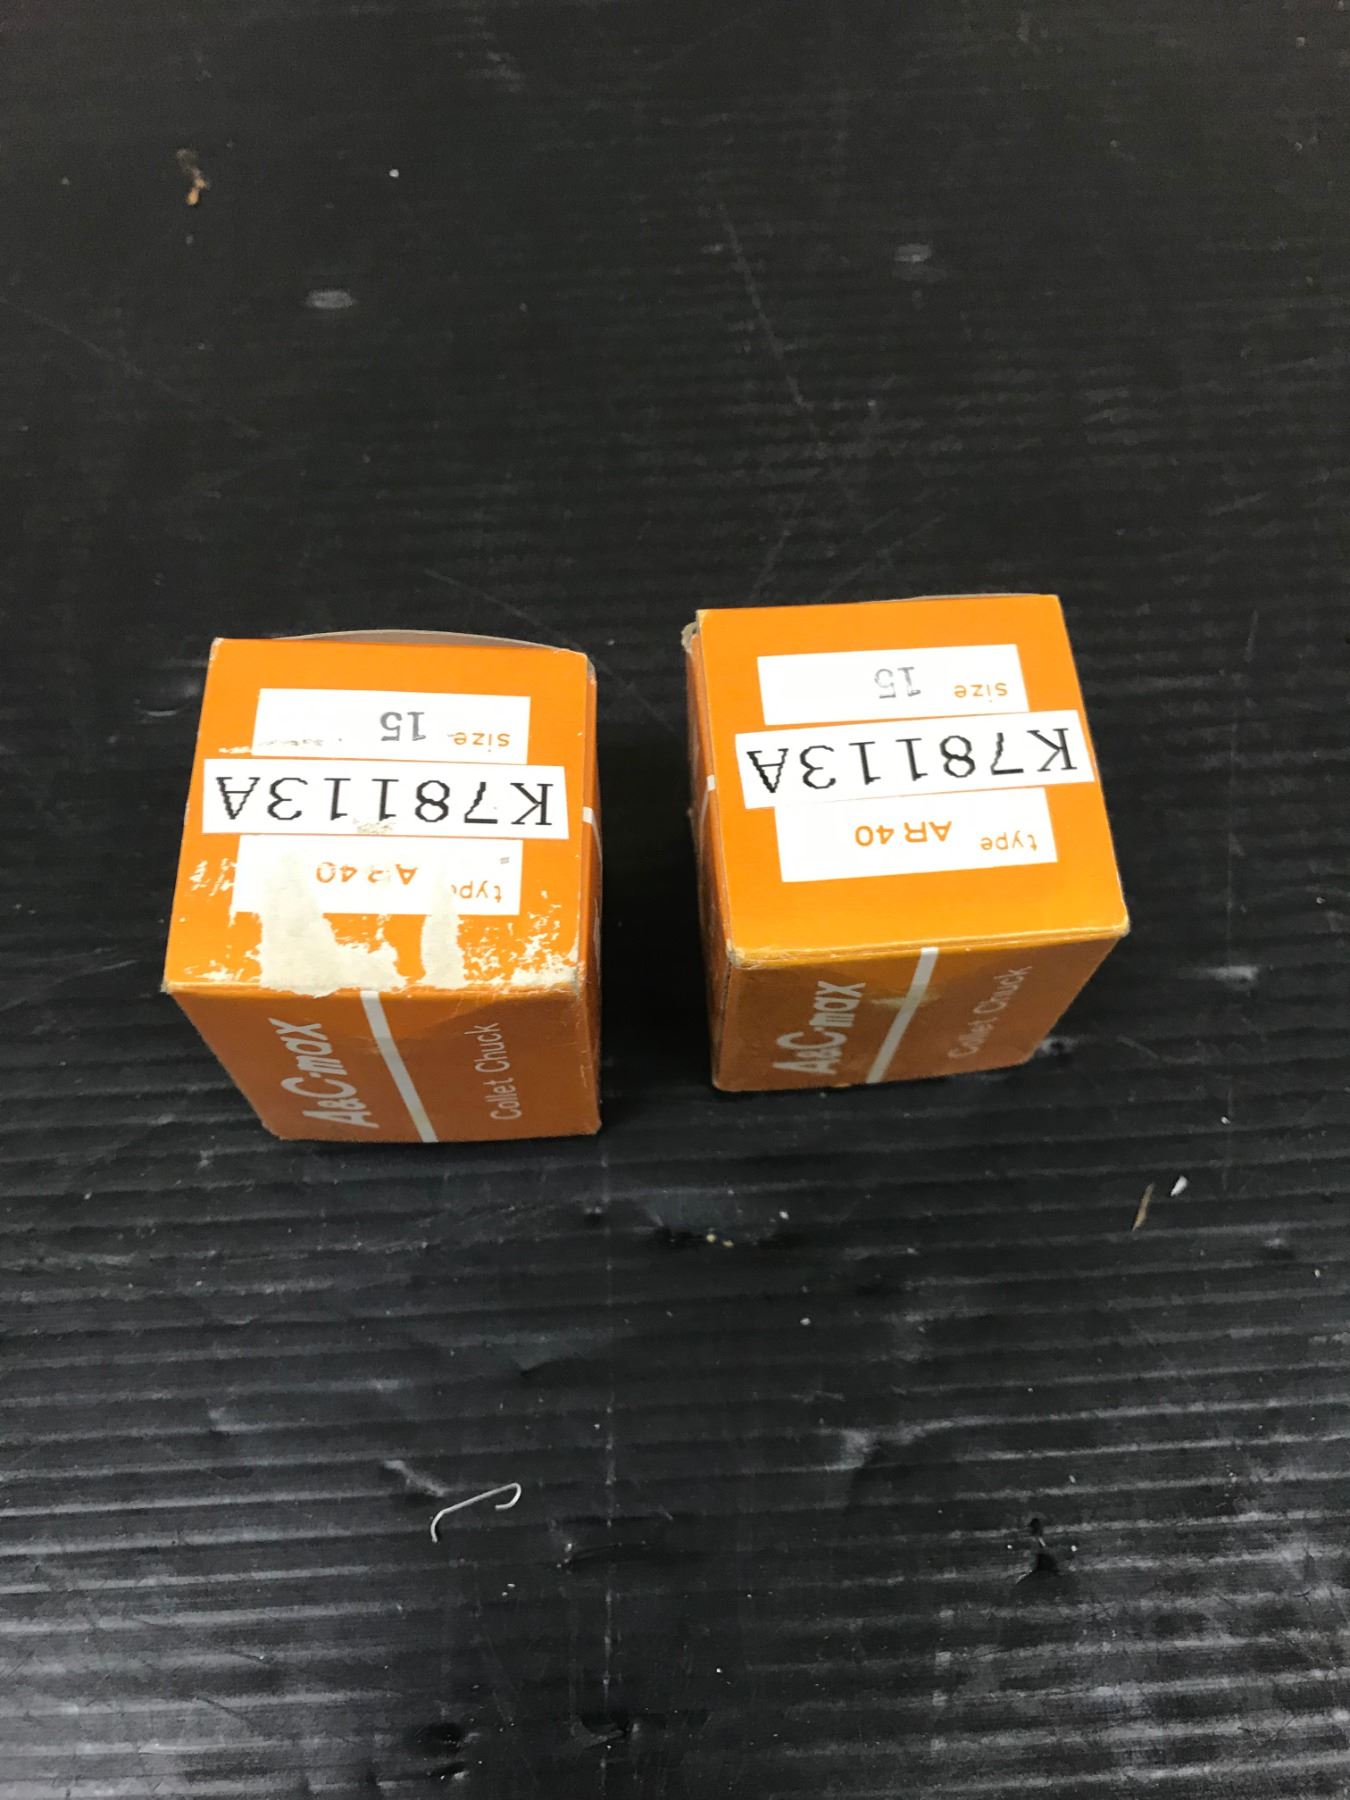 type AR 40
K78113A
size 15
A&C·max
Collet Chuck
type AR 40
K78113A
size 15
A&C·max
Collet Chuck